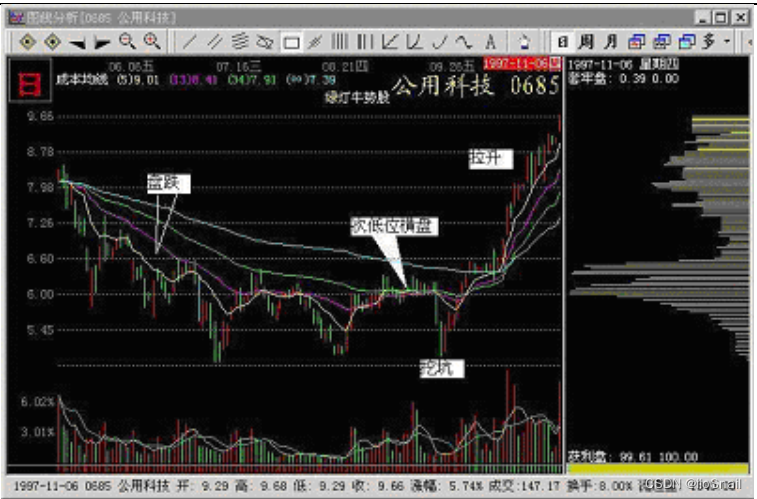 图线分析[0685 公用科技]
A 日 周 月 多
06.06五 07.16三 08.21四 09.26五 1997-11-06四
1997-11-06 星期四
成本均线 (5)9.01 (13)8.41 (34)7.91 (∞)7.39
公用科技 0685
套牢盘: 0.39 0.00
绿灯牛势股
日
9.66
8.78
拉升
盘跌
7.98
7.26
次低位横盘
6.60
6.00
5.45
挖坑
6.02%
3.01%
获利盘: 99.61 100.00
1997-11-06 0685 公用科技 开: 9.29 高: 9.68 低: 9.29 收: 9.66 涨幅: 5.74% 成交:147.17 换手:8.00%